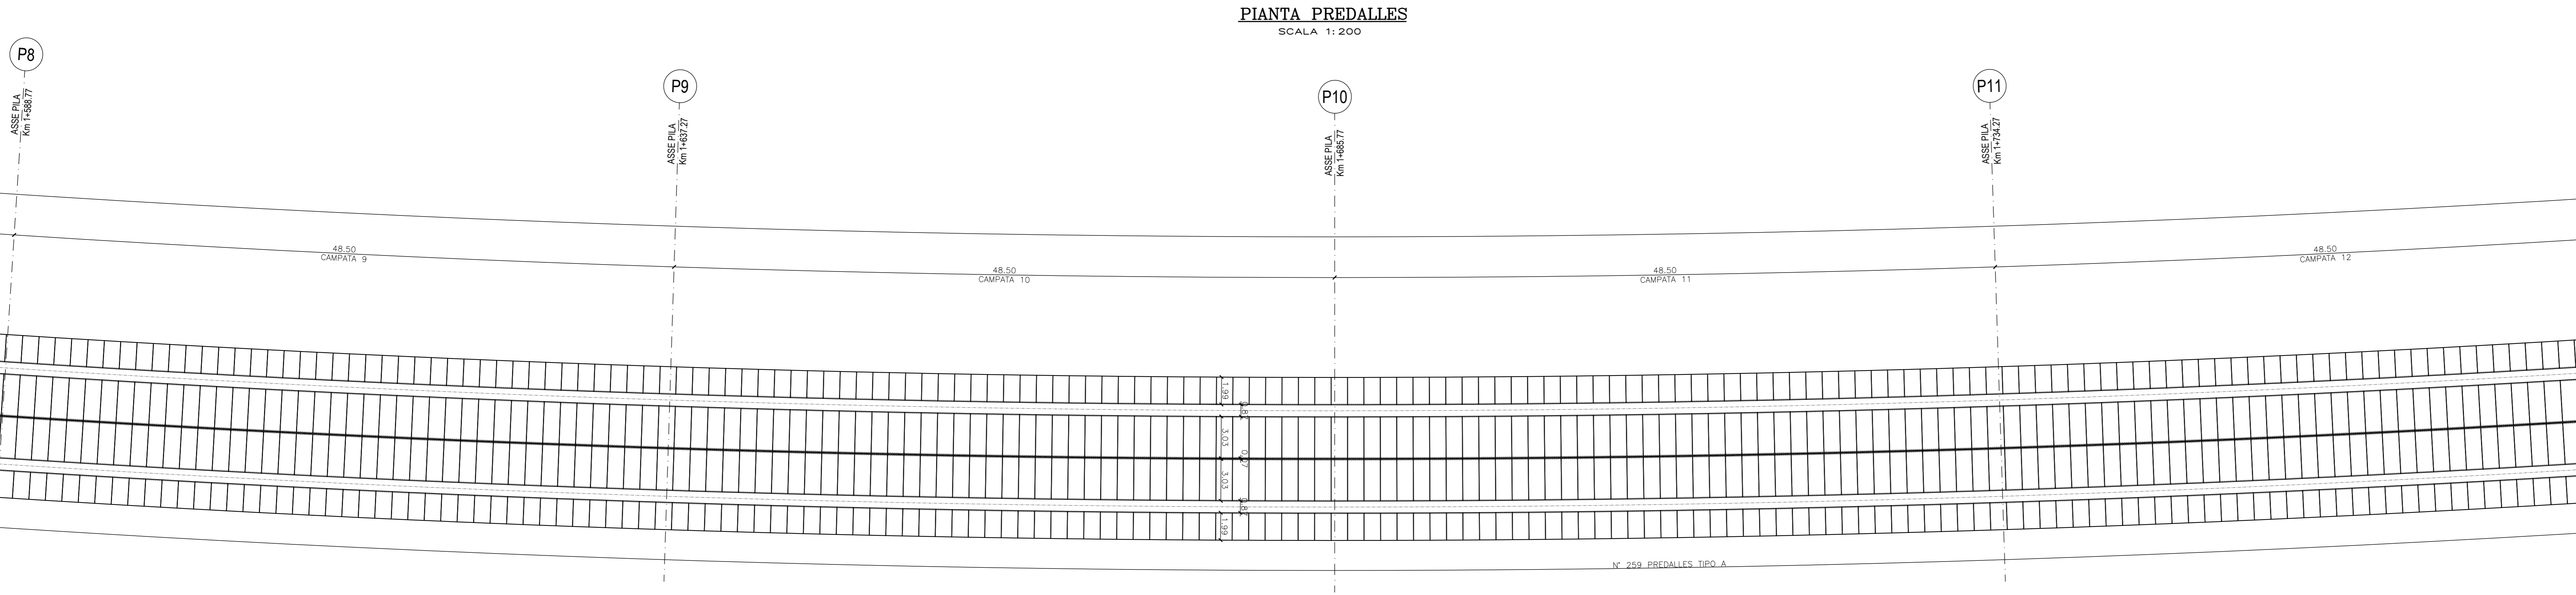 PIANTA PREDALLES
SCALA 1:200
P8
ASSE PILA
Km 1+588.77
P9
ASSE PILA
Km 1+637.27
P10
ASSE PILA
Km 1+685.77
P11
ASSE PILA
Km 1+734.27
48.50
CAMPATA 9
48.50
CAMPATA 10
48.50
CAMPATA 11
48.50
CAMPATA 12
1.99
3.03
3.03
1.99
N° 259 PREDALLES TIPO A